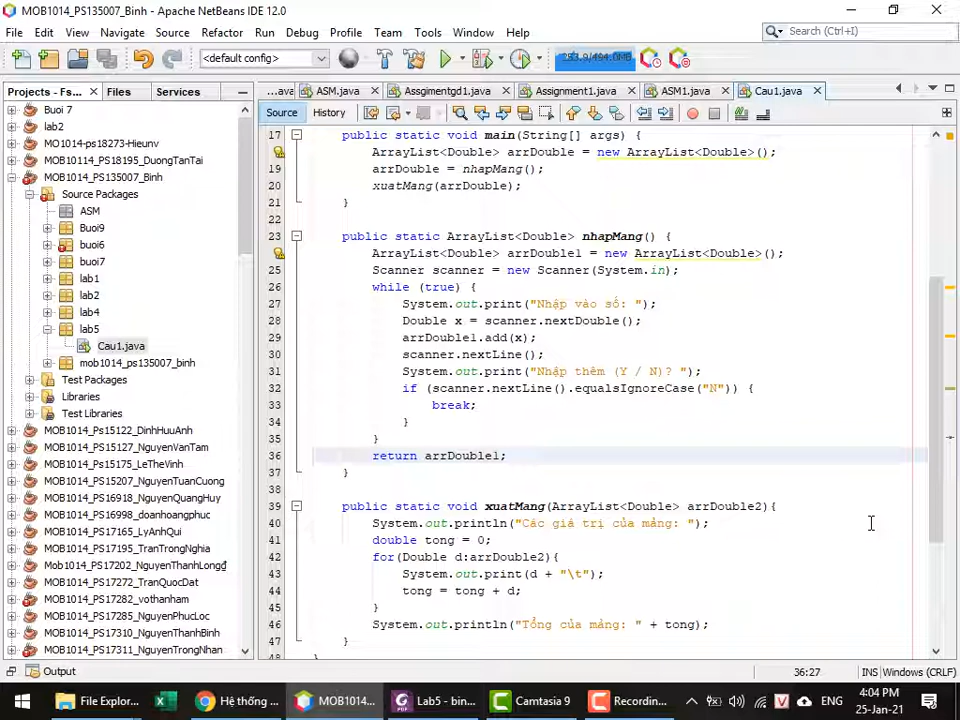 MOB1014_PS135007_Binh - Apache NetBeans IDE 12.0
File Edit View Navigate Source Refactor Run Debug Profile Team Tools Window Help
Search (Ctrl+I)
<default config>
253.9/494.0MB
Projects - Fs... Files Services
...ava ASM.java Assgimentgd1.java Assignment1.java ASM1.java Cau1.java
Source History
Buoi 7
lab2
MO1014-ps18273-Hieunv
MOB10114_PS18195_DuongTanTai
MOB1014_PS135007_Binh
Source Packages
ASM
Buoi9
buoi6
buoi7
lab1
lab2
lab4
lab5
Cau1.java
mob1014_ps135007_binh
Test Packages
Libraries
Test Libraries
MOB1014_Ps15122_DinhHuuAnh
MOB1014_PS15127_NguyenVanTam
MOB1014_Ps15175_LeTheVinh
MOB1014_PS15207_NguyenTuanCuong
MOB1014_PS16918_NguyenQuangHuy
MOB1014_PS16998_doanhoangphuc
MOB1014_PS17165_LyAnhQui
MOB1014_PS17195_TranTrongNghia
Mob1014_PS17202_NguyenThanhLong
MOB1014_PS17272_TranQuocDat
MOB1014_PS17282_vothanham
MOB1014_PS17285_NguyenPhucLoc
MOB1014_PS17310_NguyenThanhBinh
MOB1014_PS17311_NguyenTrongNhan
17 public static void main(String[] args) {
ArrayList<Double> arrDouble = new ArrayList<Double>();
19 arrDouble = nhapMang();
20 xuatMang(arrDouble);
21 }
22
23 public static ArrayList<Double> nhapMang() {
ArrayList<Double> arrDouble1 = new ArrayList<Double>();
25 Scanner scanner = new Scanner(System.in);
26 while (true) {
27 System.out.print("Nhập vào số: ");
28 Double x = scanner.nextDouble();
29 arrDouble1.add(x);
30 scanner.nextLine();
31 System.out.print("Nhập thêm (Y / N)? ");
32 if (scanner.nextLine().equalsIgnoreCase("N")) {
33 break;
34 }
35 }
36 return arrDouble1;
37 }
38
39 public static void xuatMang(ArrayList<Double> arrDouble2){
40 System.out.println("Các giá trị của mảng: ");
41 double tong = 0;
42 for(Double d:arrDouble2){
43 System.out.print(d + "\t");
44 tong = tong + d;
45 }
46 System.out.println("Tổng của mảng: " + tong);
47 }
48 }
Output
36:27 INS Windows (CRLF)
File Explor... Hệ thống ... MOB1014... Lab5 - bin... Camtasia 9 Recordin... ENG
4:04 PM
25-Jan-21